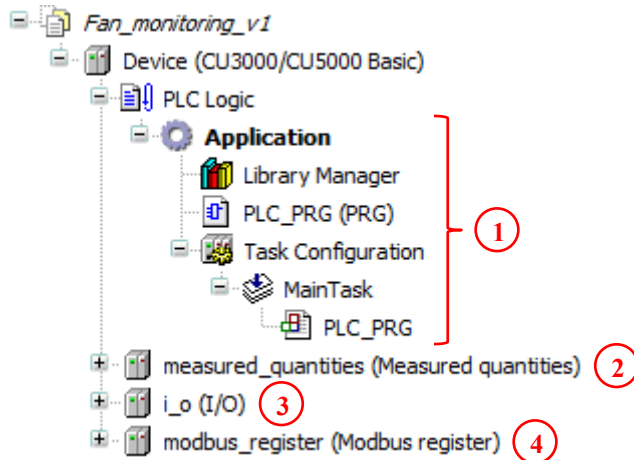 Fan_monitoring_v1
Device (CU3000/CU5000 Basic)
PLC Logic
Application
Library Manager
PLC_PRG (PRG)
1
Task Configuration
MainTask
PLC_PRG
measured_quantities (Measured quantities) 2
i_o (I/O) 3
modbus_register (Modbus register) 4